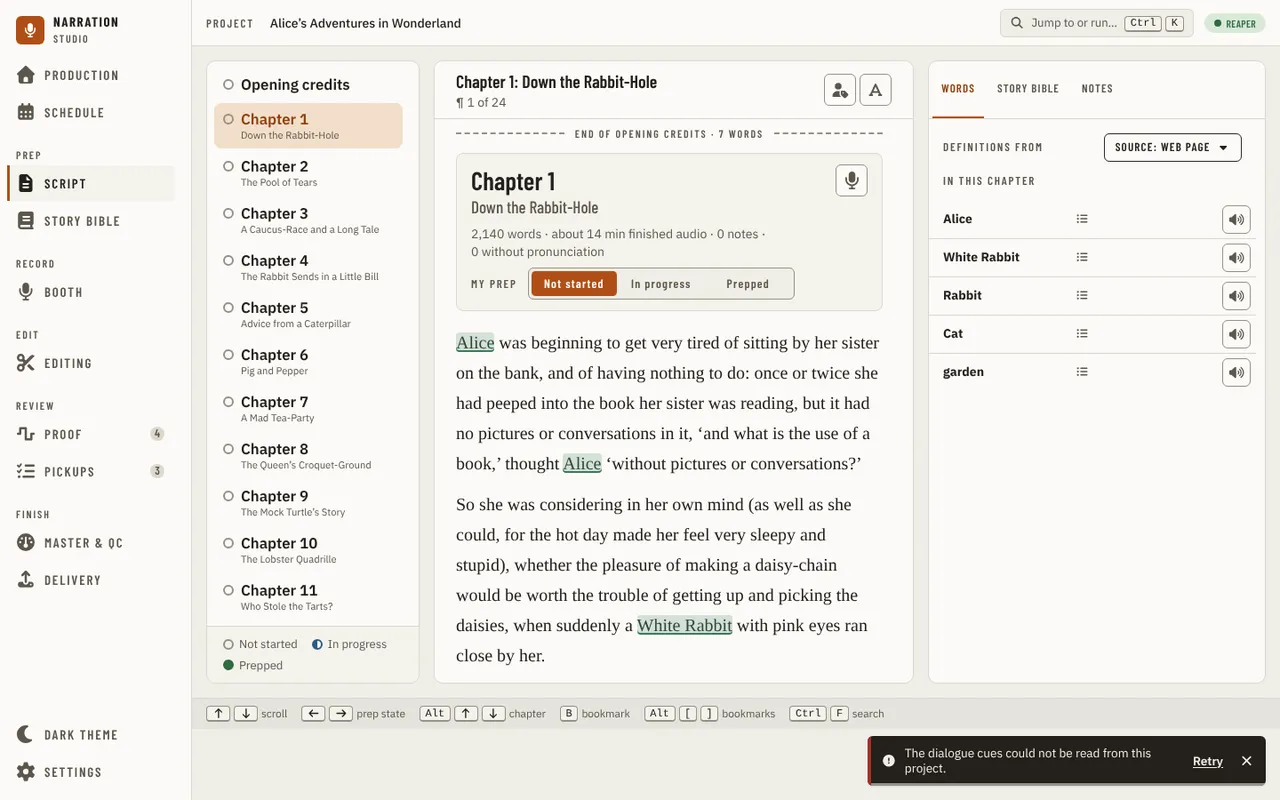 NARRATION
STUDIO
PRODUCTION
SCHEDULE
PREP
SCRIPT
STORY BIBLE
RECORD
BOOTH
EDIT
EDITING
REVIEW
PROOF 4
PICKUPS 3
FINISH
MASTER & QC
DELIVERY
DARK THEME
SETTINGS
PROJECT Alice's Adventures in Wonderland
Jump to or run... Ctrl K
REAPER
Opening credits
Chapter 1
Down the Rabbit-Hole
Chapter 2
The Pool of Tears
Chapter 3
A Caucus-Race and a Long Tale
Chapter 4
The Rabbit Sends in a Little Bill
Chapter 5
Advice from a Caterpillar
Chapter 6
Pig and Pepper
Chapter 7
A Mad Tea-Party
Chapter 8
The Queen's Croquet-Ground
Chapter 9
The Mock Turtle's Story
Chapter 10
The Lobster Quadrille
Chapter 11
Who Stole the Tarts?
Not started In progress
Prepped
Chapter 1: Down the Rabbit-Hole
¶ 1 of 24
A
END OF OPENING CREDITS · 7 WORDS
Chapter 1
Down the Rabbit-Hole
2,140 words · about 14 min finished audio · 0 notes ·
0 without pronunciation
MY PREP Not started In progress Prepped
Alice was beginning to get very tired of sitting by her sister
on the bank, and of having nothing to do: once or twice she
had peeped into the book her sister was reading, but it had
no pictures or conversations in it, ‘and what is the use of a
book,’ thought Alice ‘without pictures or conversations?’
So she was considering in her own mind (as well as she
could, for the hot day made her feel very sleepy and
stupid), whether the pleasure of making a daisy-chain
would be worth the trouble of getting up and picking the
daisies, when suddenly a White Rabbit with pink eyes ran
close by her.
WORDS STORY BIBLE NOTES
DEFINITIONS FROM SOURCE: WEB PAGE
IN THIS CHAPTER
Alice
White Rabbit
Rabbit
Cat
garden
↑ ↓ scroll ← → prep state Alt ↑ ↓ chapter B bookmark Alt [ ] bookmarks Ctrl F search
The dialogue cues could not be read from this
project.
Retry